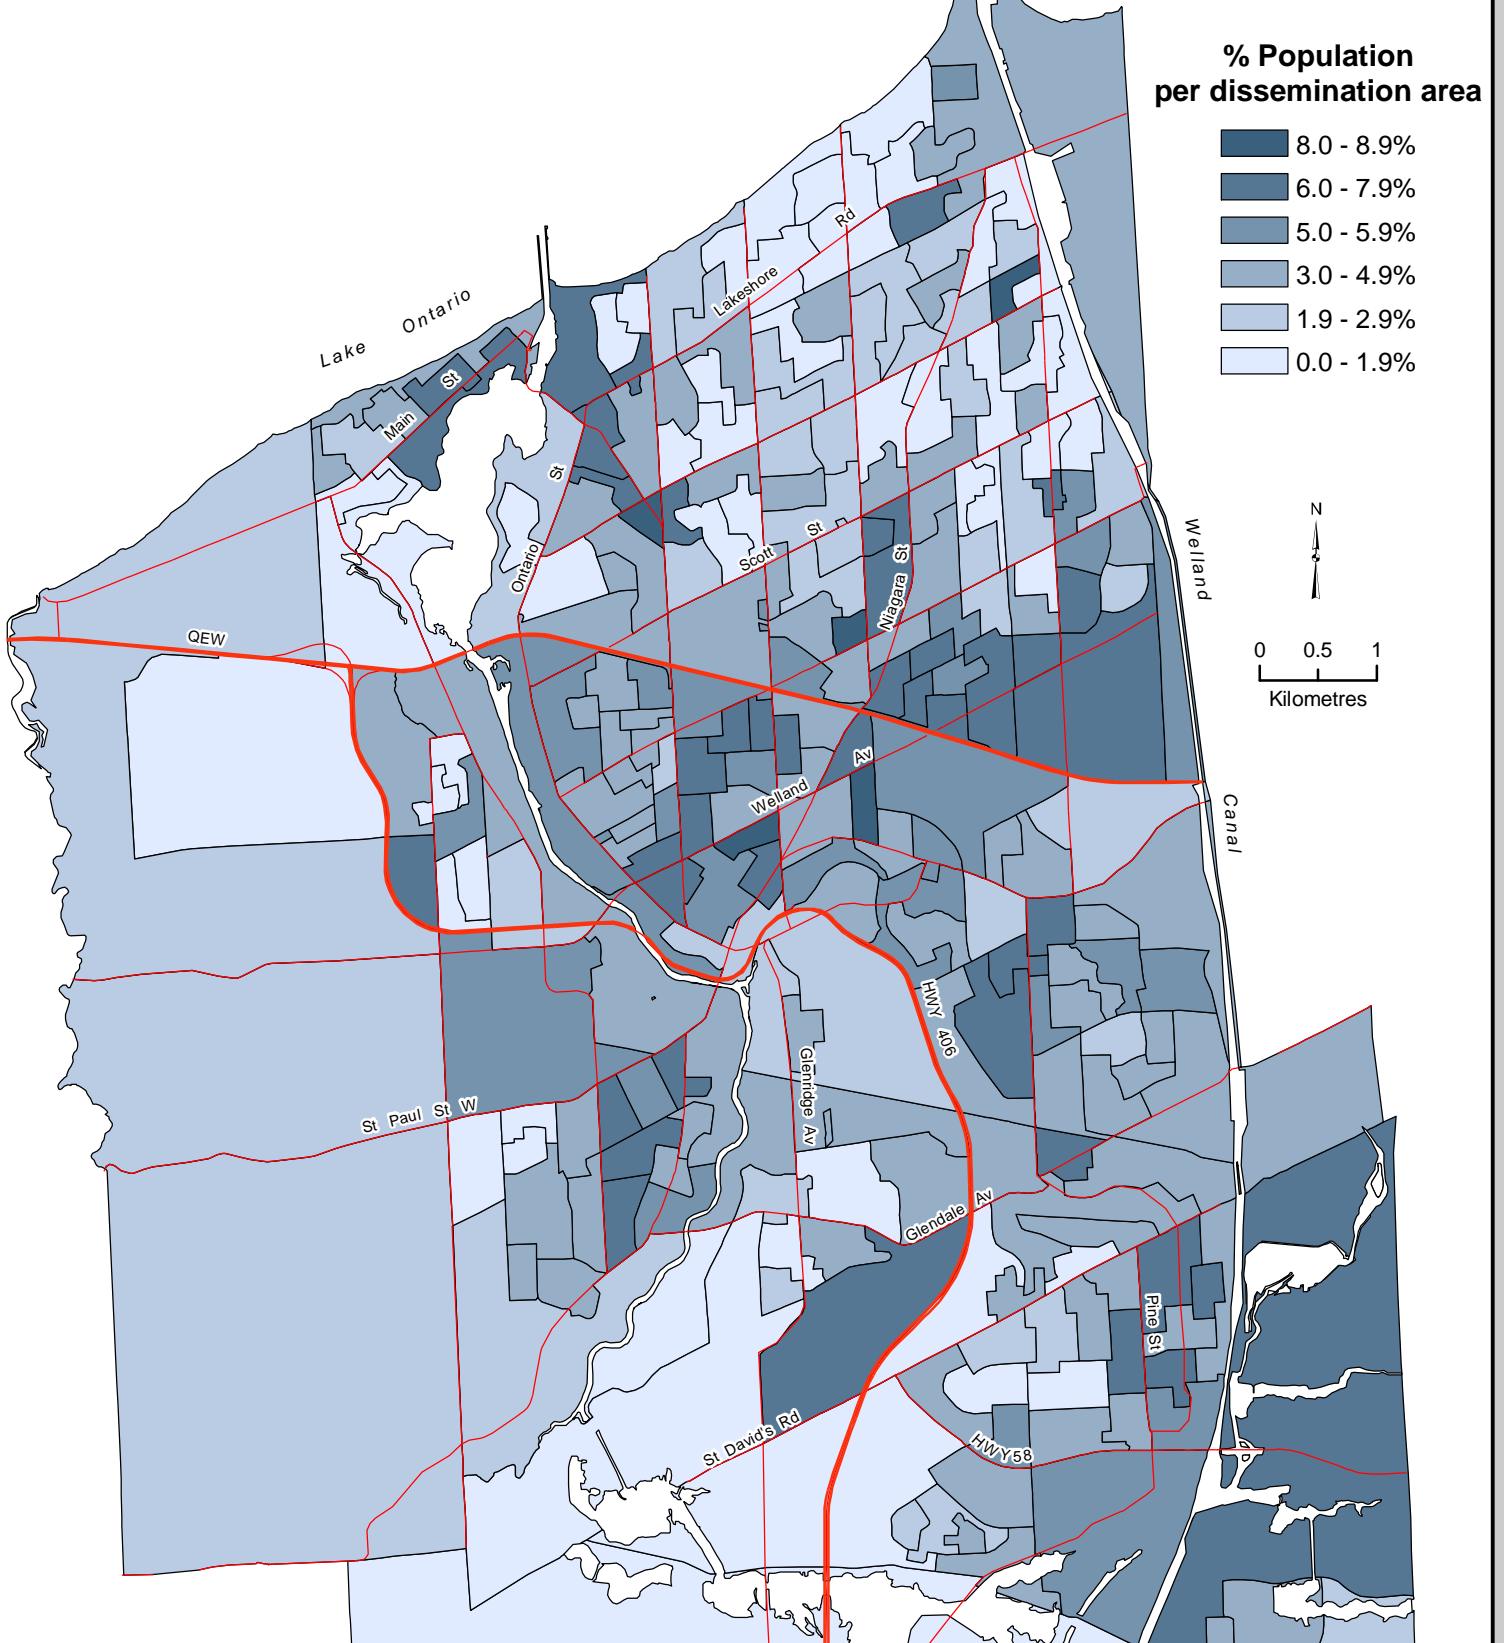 % Population
per dissemination area
8.0 - 8.9%
6.0 - 7.9%
5.0 - 5.9%
3.0 - 4.9%
1.9 - 2.9%
0.0 - 1.9%
N
0 0.5 1
Kilometres
Lake Ontario
Lakeshore Rd
Main St
Ontario St
Scott St
Niagara St
Welland Canal
QEW
Welland Av
HWY 406
Glenridge Av
St Paul St W
Glendale Av
Pine St
St David's Rd
HWY58